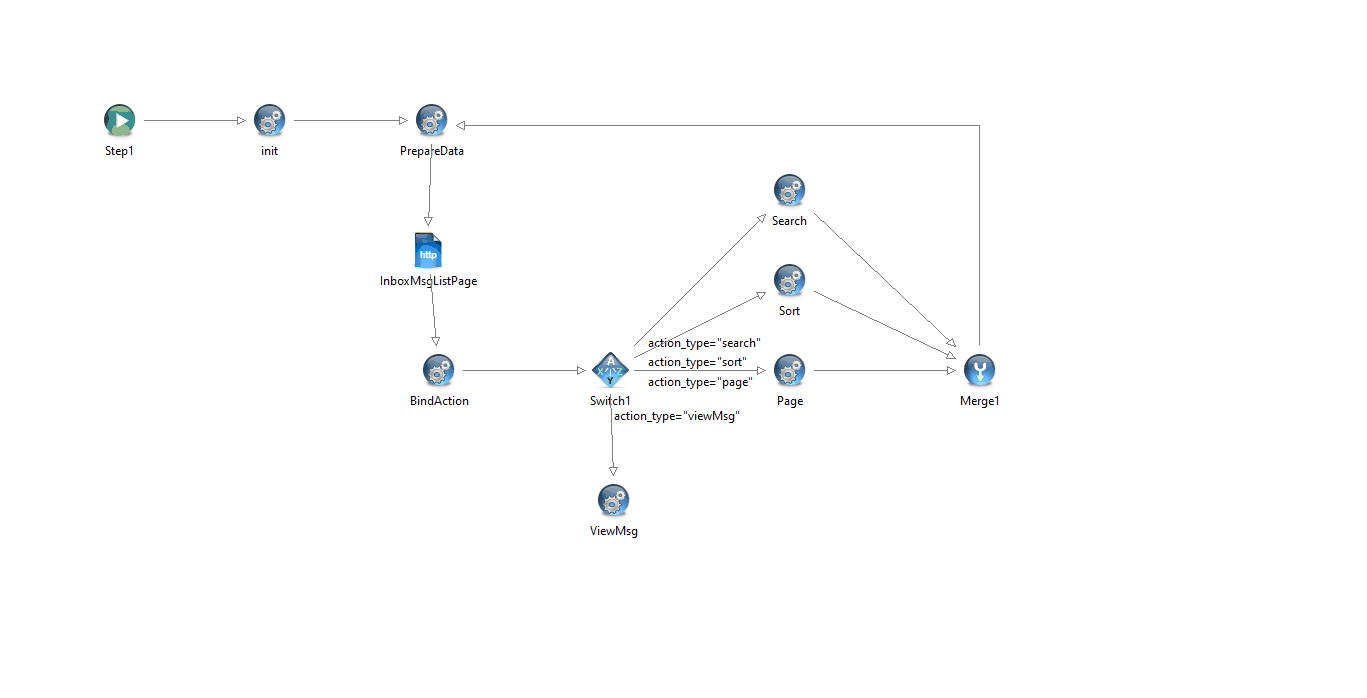 Step1
init
PrepareData
Search
http
InboxMsgListPage
Sort
action_type="search"
action_type="sort"
action_type="page"
A
X Z
Y
BindAction
Switch1
Page
Merge1
action_type="viewMsg"
ViewMsg